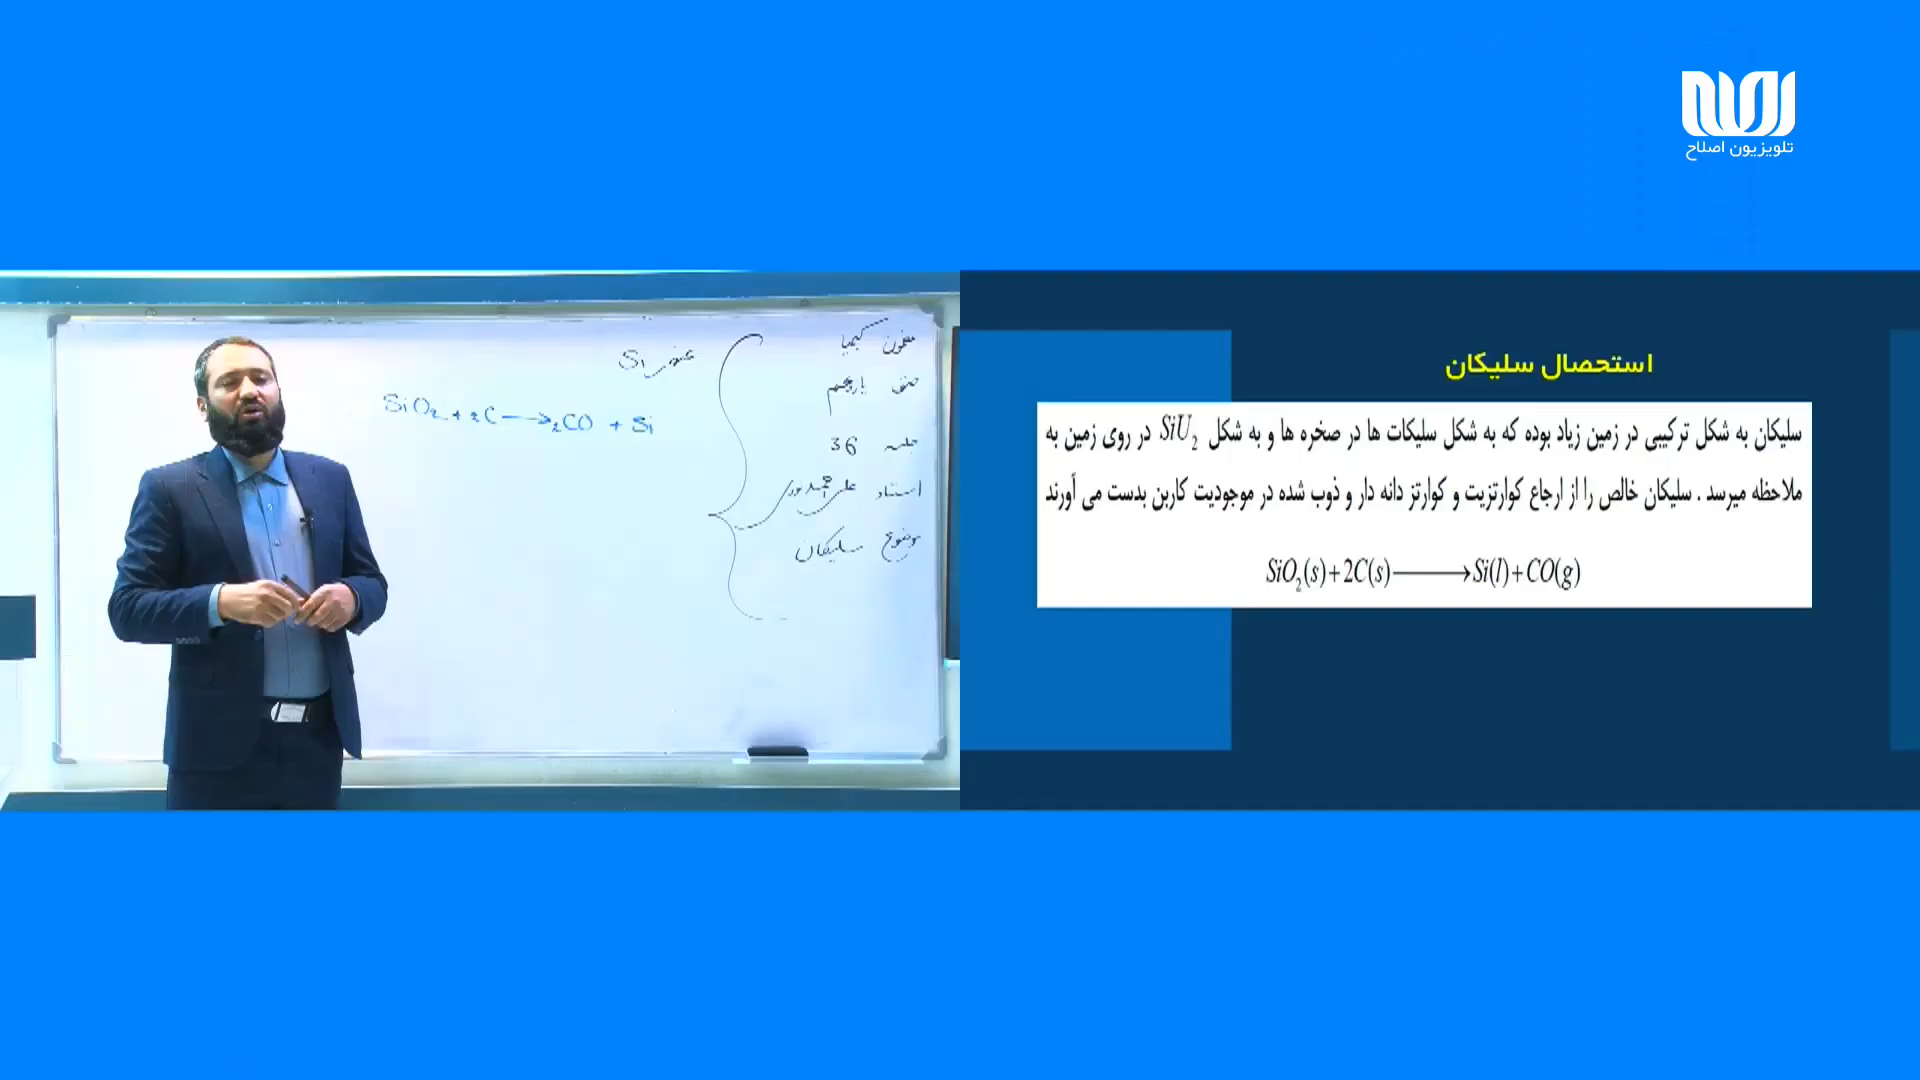 تلویزیون اصلاح
مضمون کیمیا
صنف یازدهم
جلسه 36
استاد علی احمد نوری
موضوع سلیکان
عنصر Si
SiO2 + 2C → 2CO + Si
استحصال سلیکان
سلیکان به شکل ترکیبی در زمین زیاد بوده که به شکل سلیکات ها در صخره ها و به شکل SiU2 در روی زمین به
ملاحظه میرسد . سلیکان خالص را از ارجاع کوارتزیت و کوارتز دانه دار و ذوب شده در موجودیت کاربن بدست می آورند
SiO2(s)+2C(s)⟶Si(l)+CO(g)